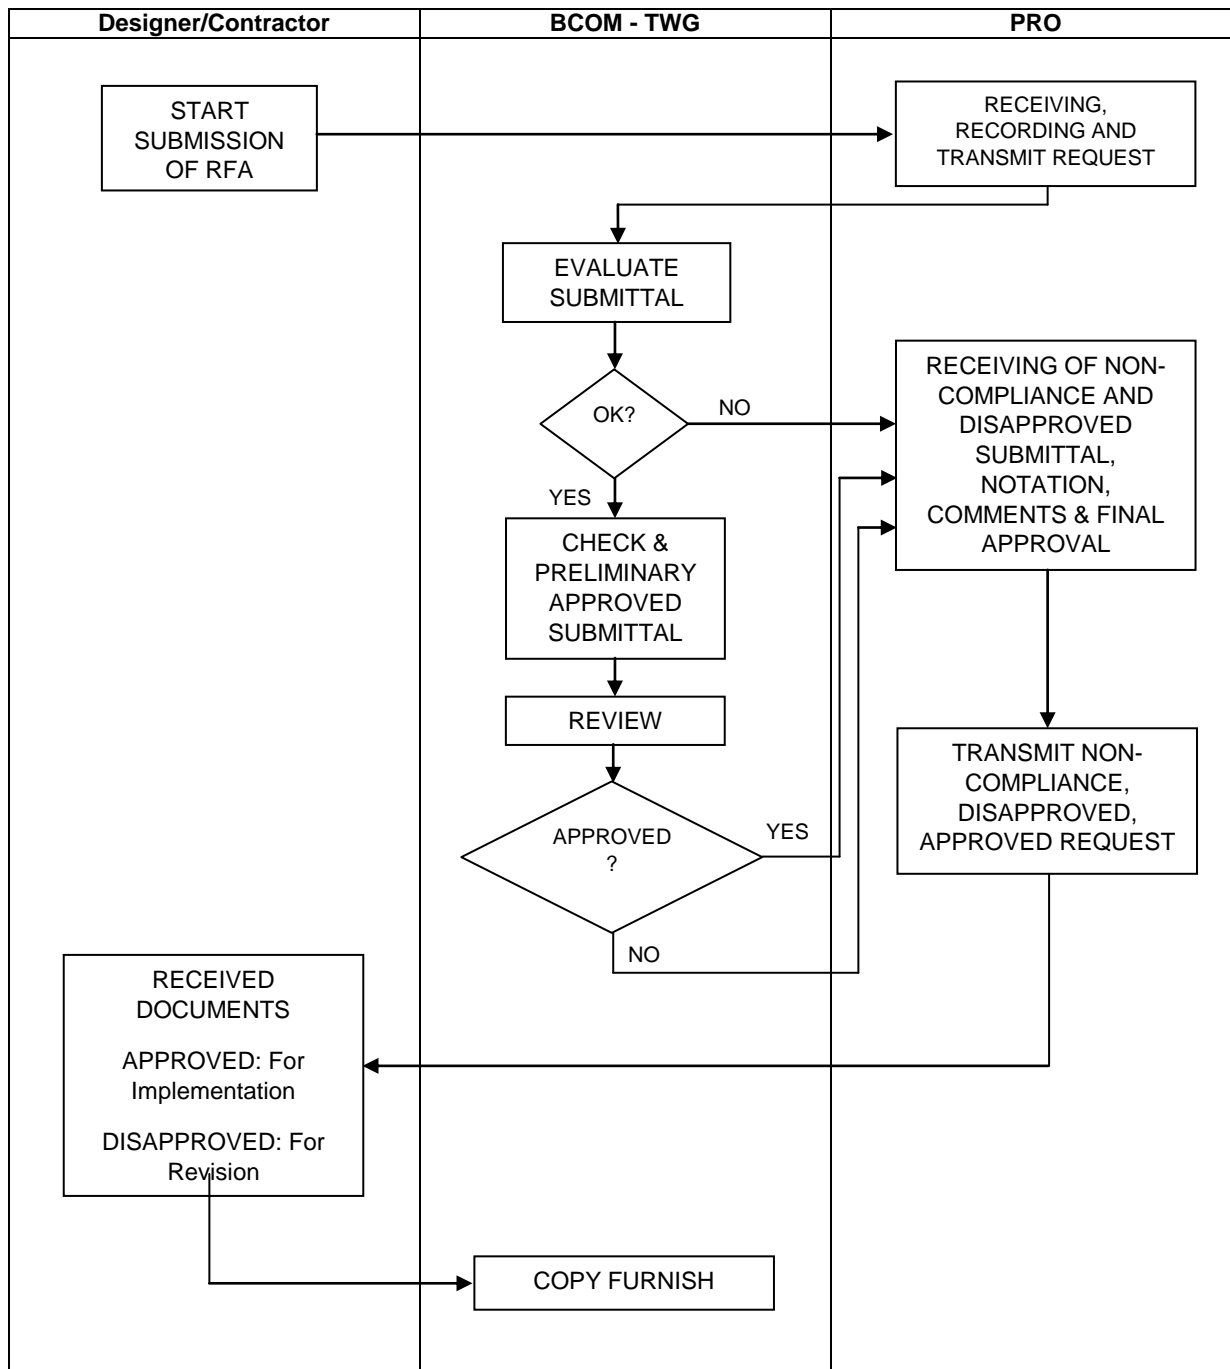 Designer/Contractor
BCOM - TWG
PRO
START
SUBMISSION
OF RFA
RECEIVING,
RECORDING AND
TRANSMIT REQUEST
EVALUATE
SUBMITTAL
OK?
NO
YES
RECEIVING OF NON-
COMPLIANCE AND
DISAPPROVED
SUBMITTAL,
NOTATION,
COMMENTS & FINAL
APPROVAL
CHECK &
PRELIMINARY
APPROVED
SUBMITTAL
REVIEW
APPROVED
?
YES
NO
TRANSMIT NON-
COMPLIANCE,
DISAPPROVED,
APPROVED REQUEST
RECEIVED
DOCUMENTS
APPROVED: For
Implementation
DISAPPROVED: For
Revision
COPY FURNISH